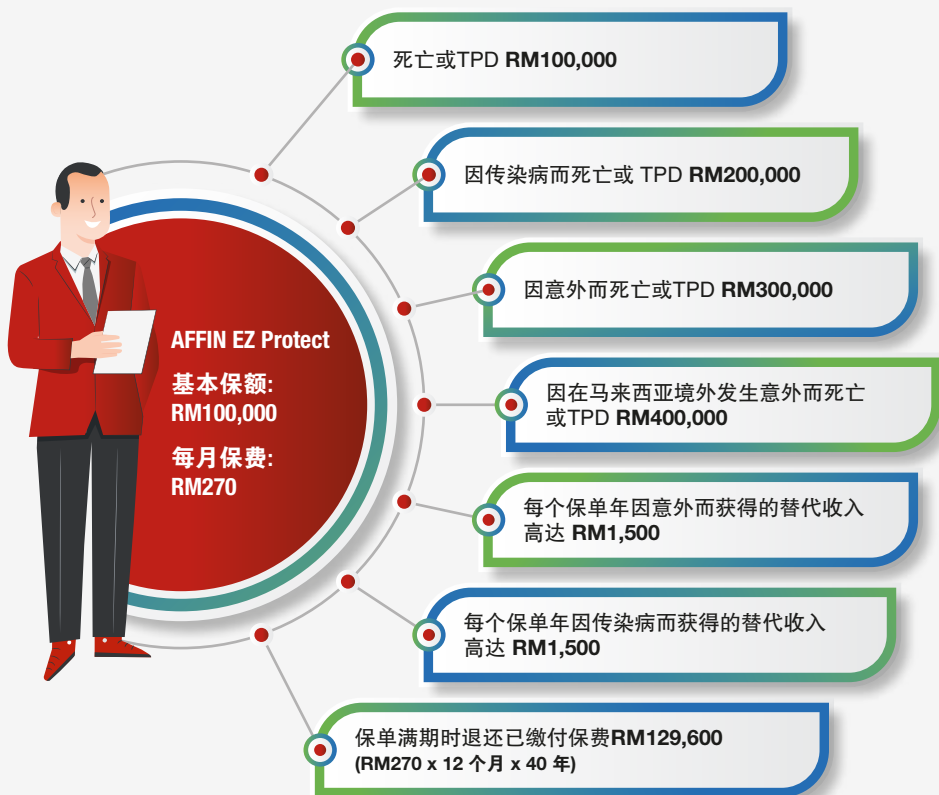 死亡或TPD RM100,000
因传染病而死亡或 TPD RM200,000
因意外而死亡或TPD RM300,000
AFFIN EZ Protect
基本保额:
RM100,000
每月保费:
RM270
因在马来西亚境外发生意外而死亡
或TPD RM400,000
每个保单年因意外而获得的替代收入
高达 RM1,500
每个保单年因传染病而获得的替代收入
高达 RM1,500
保单满期时退还已缴付保费RM129,600
(RM270 x 12 个月 x 40 年)